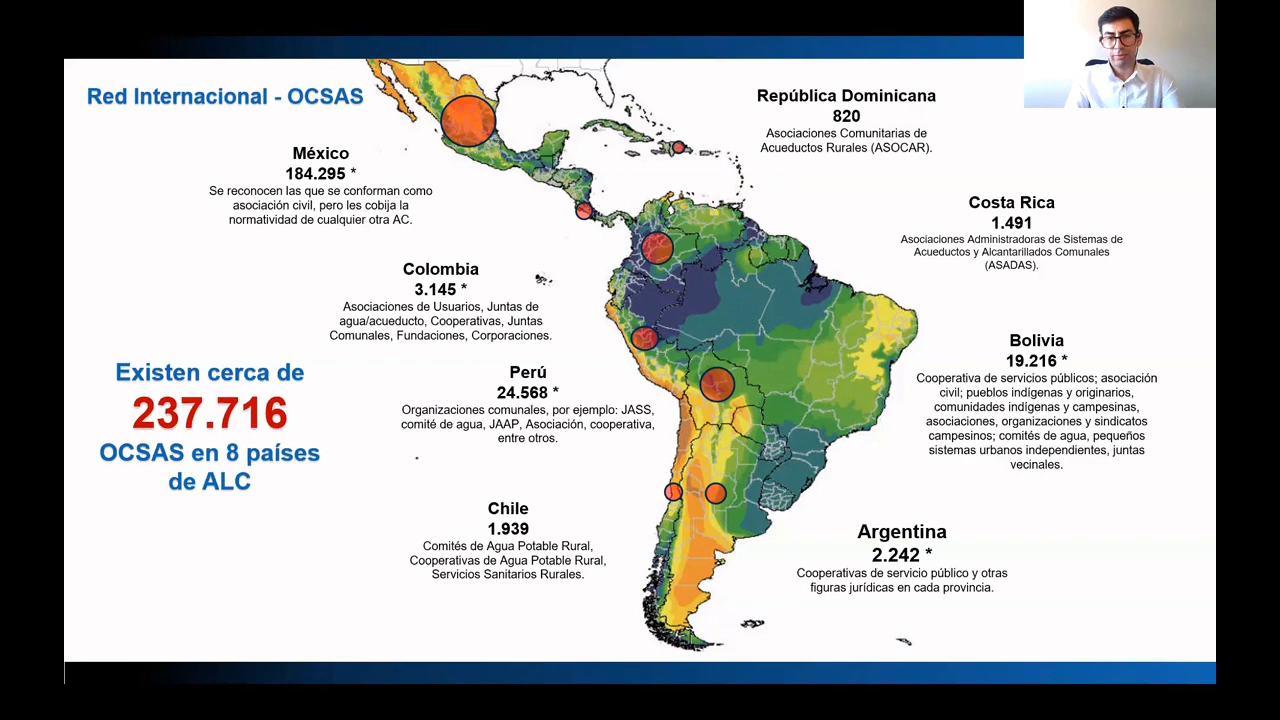 Red Internacional - OCSAS
México
184.295 *
Se reconocen las que se conforman como
asociación civil, pero les cobija la
normatividad de cualquier otra AC.
República Dominicana
820
Asociaciones Comunitarias de
Acueductos Rurales (ASOCAR).
Costa Rica
1.491
Asociaciones Administradoras de Sistemas de
Acueductos y Alcantarillados Comunales
(ASADAS).
Colombia
3.145 *
Asociaciones de Usuarios, Juntas de
agua/acueducto, Cooperativas, Juntas
Comunales, Fundaciones, Corporaciones.
Existen cerca de
237.716
OCSAS en 8 países
de ALC
Perú
24.568 *
Organizaciones comunales, por ejemplo: JASS,
comité de agua, JAAP, Asociación, cooperativa,
entre otros.
Bolivia
19.216 *
Cooperativa de servicios públicos; asociación
civil; pueblos indígenas y originarios,
comunidades indígenas y campesinas,
asociaciones, organizaciones y sindicatos
campesinos; comités de agua, pequeños
sistemas urbanos independientes, juntas
vecinales.
Chile
1.939
Comités de Agua Potable Rural,
Cooperativas de Agua Potable Rural,
Servicios Sanitarios Rurales.
Argentina
2.242 *
Cooperativas de servicio público y otras
figuras jurídicas en cada provincia.